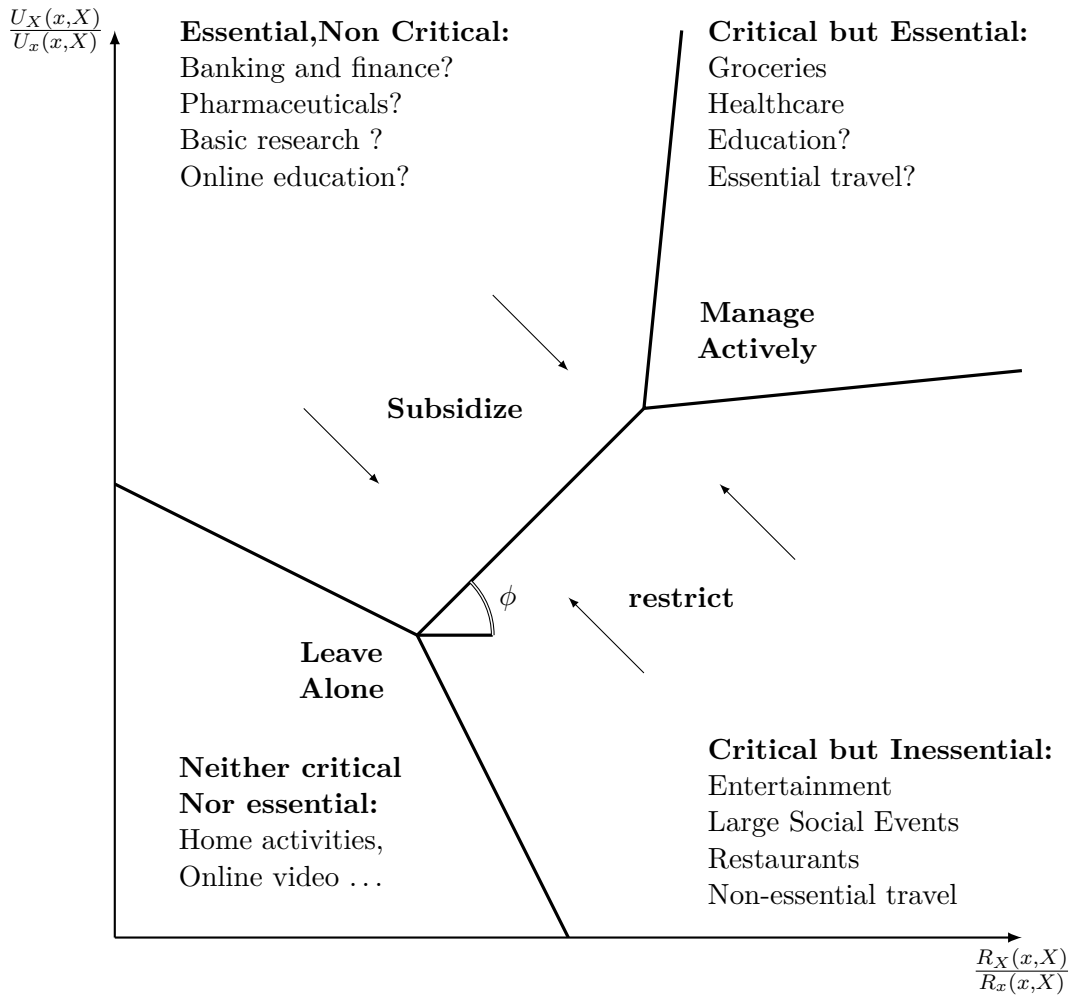 U_X(x,X)
U_x(x,X)
Essential,Non Critical:
Banking and finance?
Pharmaceuticals?
Basic research ?
Online education?
Critical but Essential:
Groceries
Healthcare
Education?
Essential travel?
Manage
Actively
Subsidize
ϕ
restrict
Leave
Alone
Neither critical
Nor essential:
Home activities,
Online video ...
Critical but Inessential:
Entertainment
Large Social Events
Restaurants
Non-essential travel
R_X(x,X)
R_x(x,X)